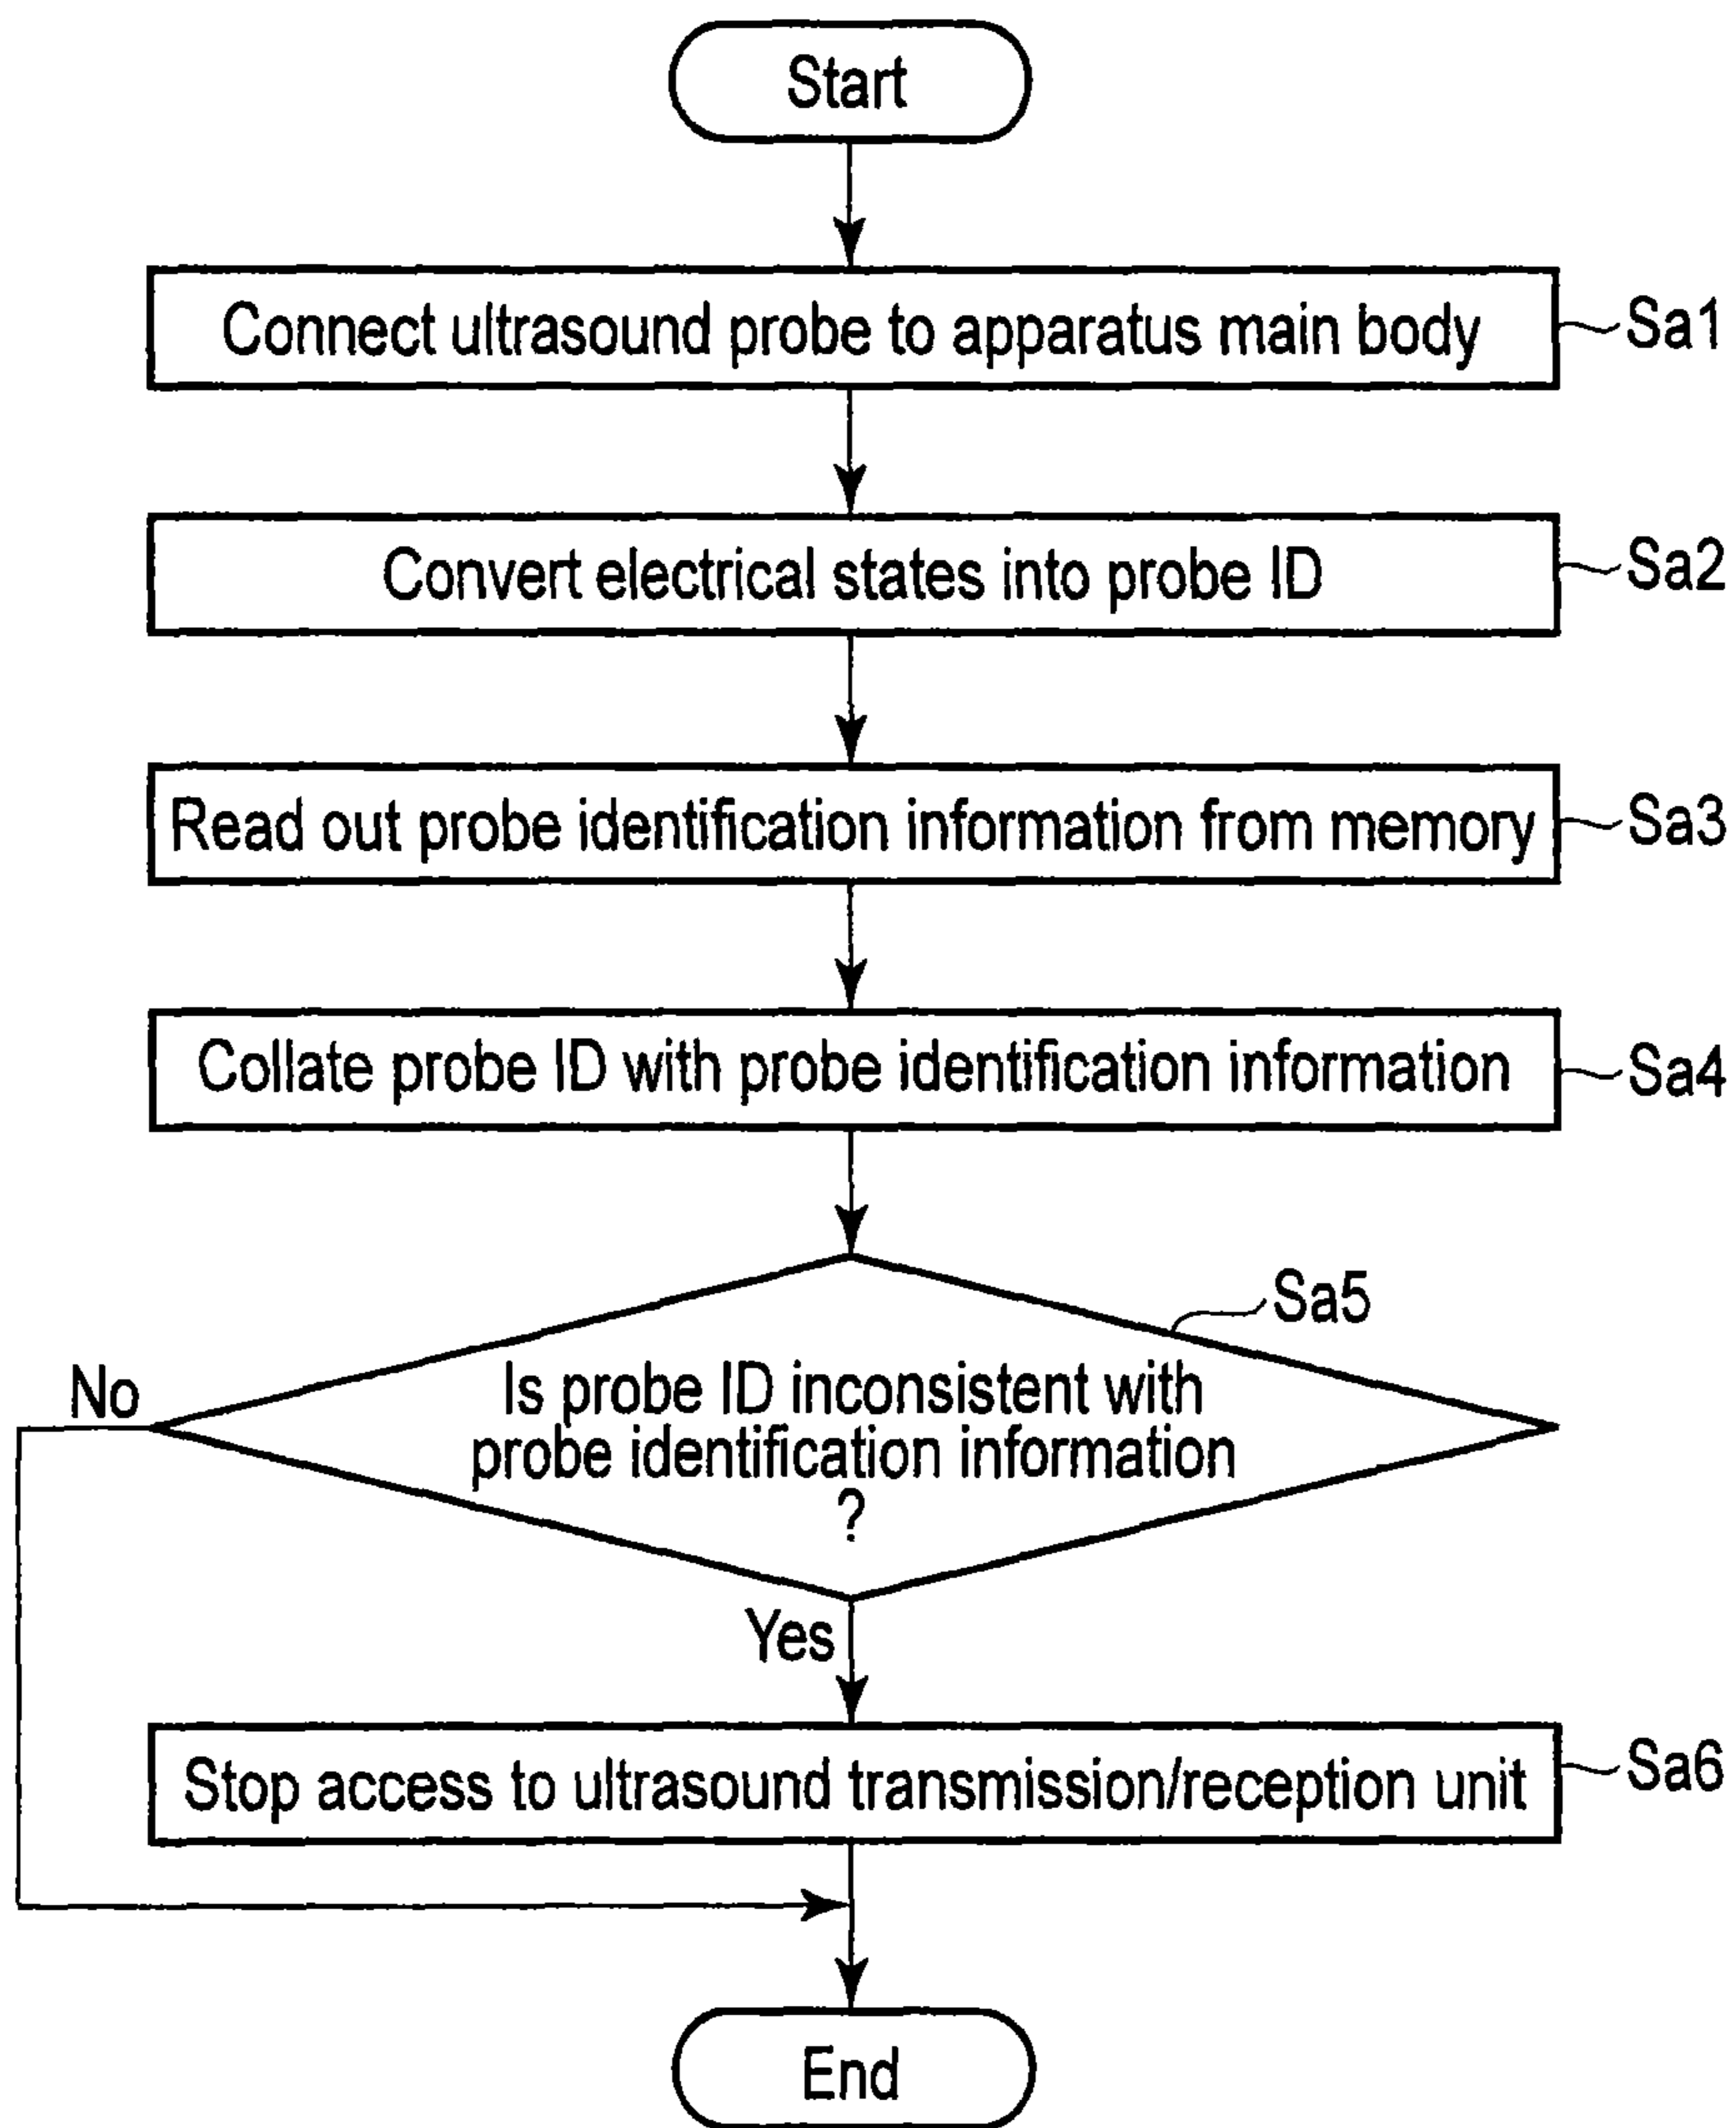 Start
Connect ultrasound probe to apparatus main body
Sa1
Convert electrical states into probe ID
Sa2
Read out probe identification information from memory
Sa3
Collate probe ID with probe identification information
Sa4
Sa5
Is probe ID inconsistent with
probe identification information
?
No
Yes
Stop access to ultrasound transmission/reception unit
Sa6
End